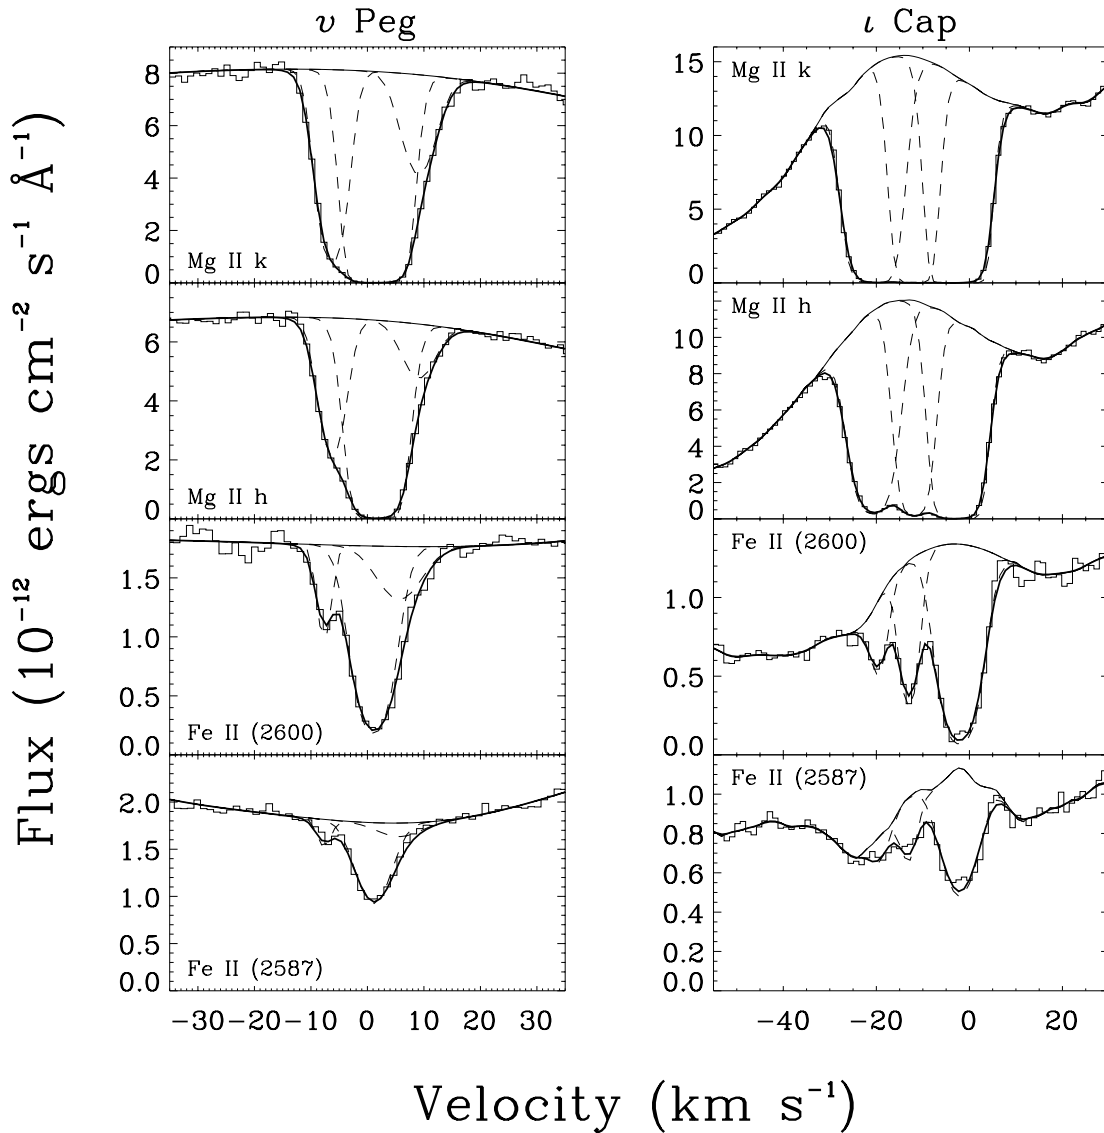 υ Peg
ι Cap
8
6
4
2
0
Mg II k
15
10
5
0
Mg II k
6
4
2
0
Mg II h
10
8
6
4
2
0
Mg II h
1.5
1.0
0.5
0.0
Fe II (2600)
1.0
0.5
0.0
Fe II (2600)
2.0
1.5
1.0
0.5
0.0
Fe II (2587)
1.0
0.8
0.6
0.4
0.2
0.0
Fe II (2587)
-30 -20 -10 0 10 20 30
-40 -20 0 20
Flux (10⁻¹² ergs cm⁻² s⁻¹ Å⁻¹)
Velocity (km s⁻¹)